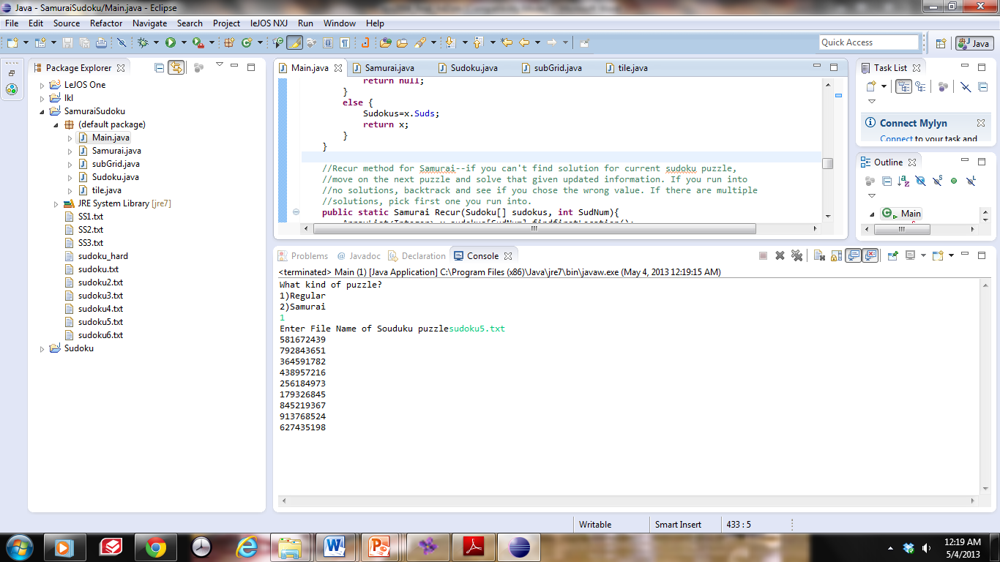 Java - SamuraiSudoku/Main.java - Eclipse
File Edit Source Refactor Navigate Search Project leJOS NXJ Run Window Help
Quick Access
Java
Package Explorer
LeJOS One
lkl
SamuraiSudoku
(default package)
Main.java
Samurai.java
subGrid.java
Sudoku.java
tile.java
JRE System Library [jre7]
SS1.txt
SS2.txt
SS3.txt
sudoku_hard
sudoku.txt
sudoku2.txt
sudoku3.txt
sudoku4.txt
sudoku5.txt
sudoku6.txt
Sudoku
Main.java Samurai.java Sudoku.java subGrid.java tile.java
return null;
}
else {
Sudokus=x.Suds;
return x;
}
}
//Recur method for Samurai--if you can't find solution for current sudoku puzzle,
//move on the next puzzle and solve that given updated information. If you run into
//no solutions, backtrack and see if you chose the wrong value. If there are multiple
//solutions, pick first one you run into.
public static Samurai Recur(Sudoku[] sudokus, int SudNum){
ArrayList<Integer> x=sudokus[SudNum].findfirstLocation();
Task List
Connect Mylyn
Connect to your task and
Outline
Main
Problems Javadoc Declaration Console
<terminated> Main (1) [Java Application] C:\Program Files (x86)\Java\jre7\bin\javaw.exe (May 4, 2013 12:19:15 AM)
What kind of puzzle?
1)Regular
2)Samurai
1
Enter File Name of Souduku puzzlesudoku5.txt
581672439
792843651
364591782
438957216
256184973
179326845
845219367
913768524
627435198
Writable Smart Insert 433 : 5
12:19 AM
5/4/2013